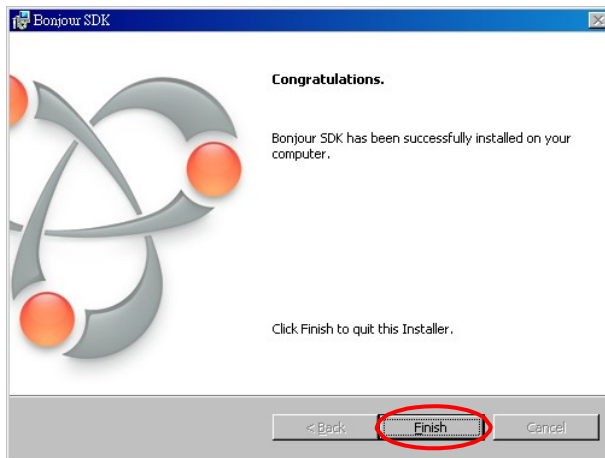 Bonjour SDK
Congratulations.
Bonjour SDK has been successfully installed on your
computer.
Click Finish to quit this Installer.
< Back Finish Cancel